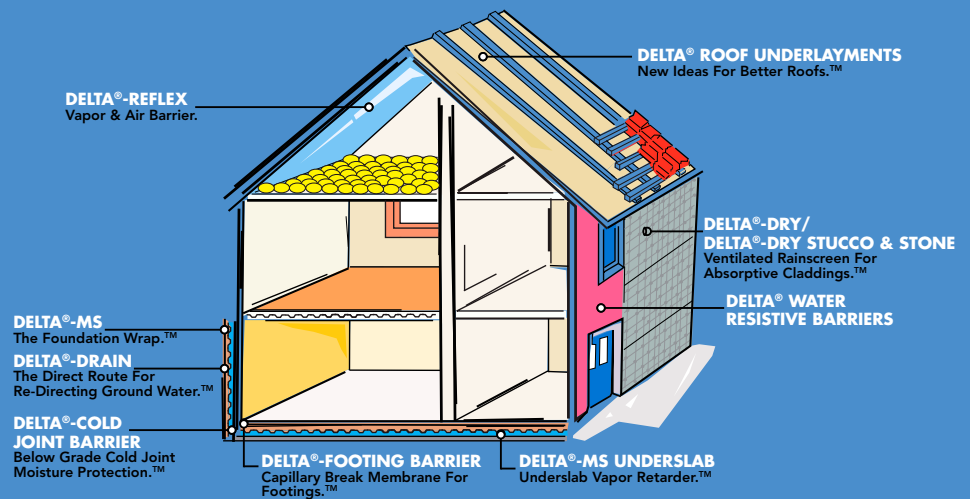 DELTA® ROOF UNDERLAYMENTS
New Ideas For Better Roofs.™
DELTA®-REFLEX
Vapor & Air Barrier.
DELTA®-DRY/
DELTA®-DRY STUCCO & STONE
Ventilated Rainscreen For
Absorptive Claddings.™
DELTA® WATER
RESISTIVE BARRIERS
DELTA®-MS
The Foundation Wrap.™
DELTA®-DRAIN
The Direct Route For
Re-Directing Ground Water.™
DELTA®-COLD
JOINT BARRIER
Below Grade Cold Joint
Moisture Protection.™
DELTA®-FOOTING BARRIER
Capillary Break Membrane For
Footings.™
DELTA®-MS UNDERSLAB
Underslab Vapor Retarder.™